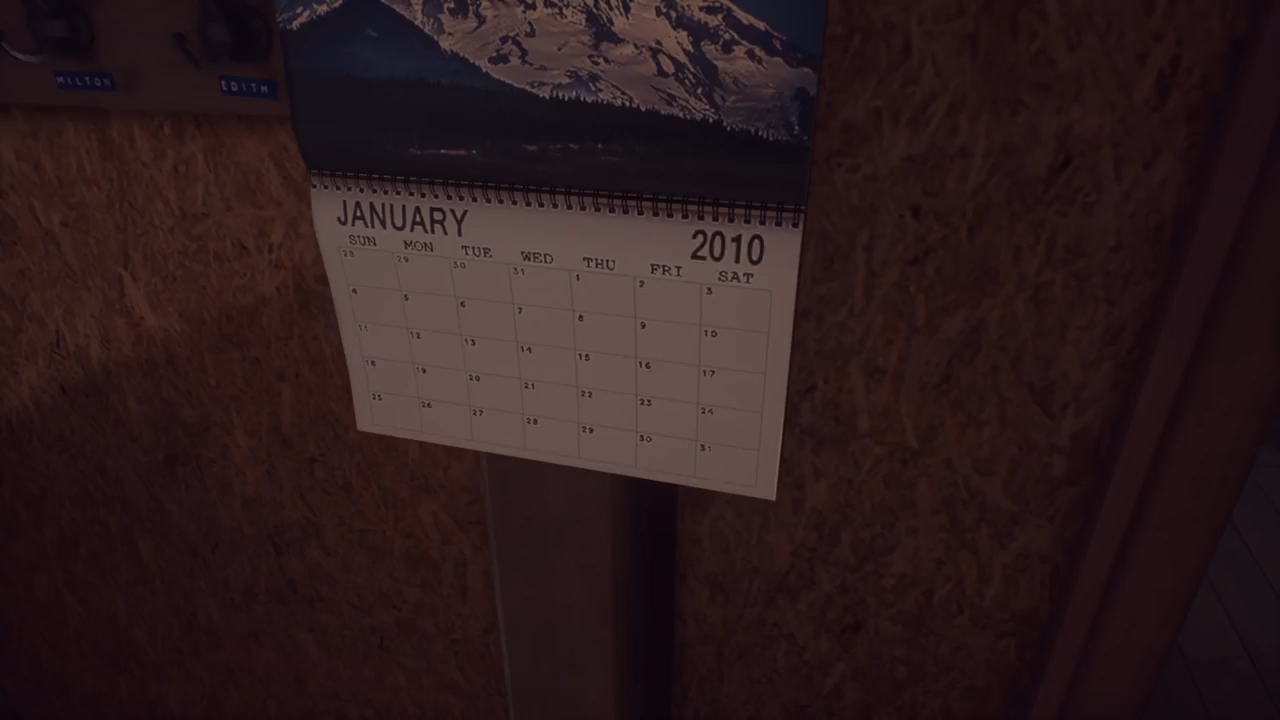 MILTON EDITH
JANUARY 2010
SUN MON TUE WED THU FRI SAT
28 29 30 31 1 2 3
4 5 6 7 8 9 10
11 12 13 14 15 16 17
18 19 20 21 22 23 24
25 26 27 28 29 30 31